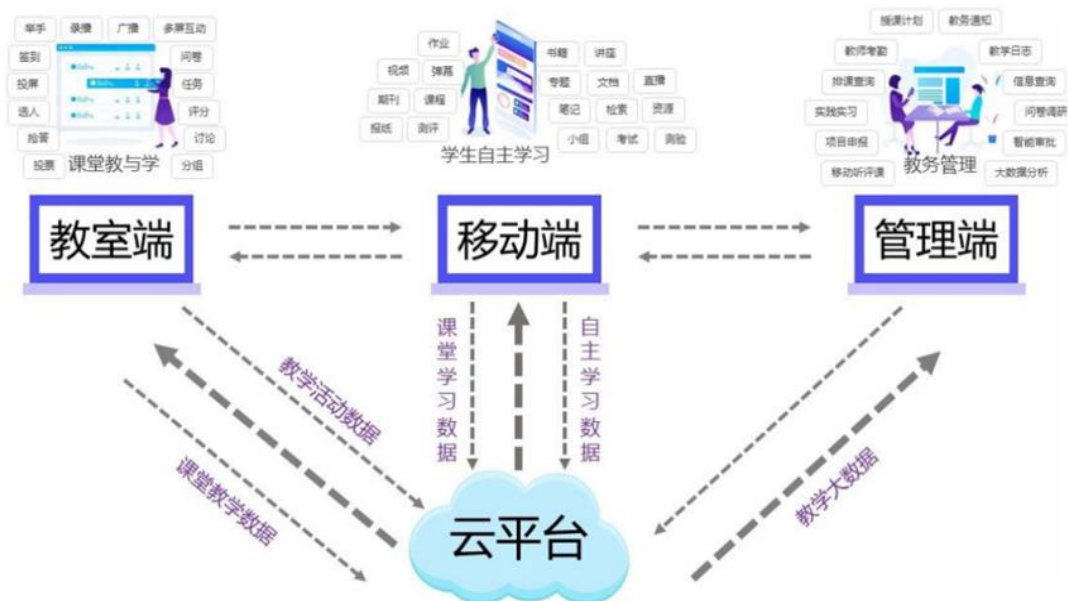 举手 录播 广播 多屏互动
签到 问卷
投屏 任务
选人 评分
抢答 讨论
投票 分组
课堂教与学
作业 书籍 讲座
视频 弹幕 专题 文档 直播
期刊 课程 笔记 检索 资源
报纸 测评 小组 考试 测验
学生自主学习
授课计划 教务通知
教师考勤 教学日志
排课查询 信息查询
实践实习 问卷调研
项目申报 智能审批
移动听评课 大数据分析
教务管理
教室端
移动端
管理端
教学活动数据
课堂教学数据
课堂学习数据
自主学习数据
教学大数据
云平台